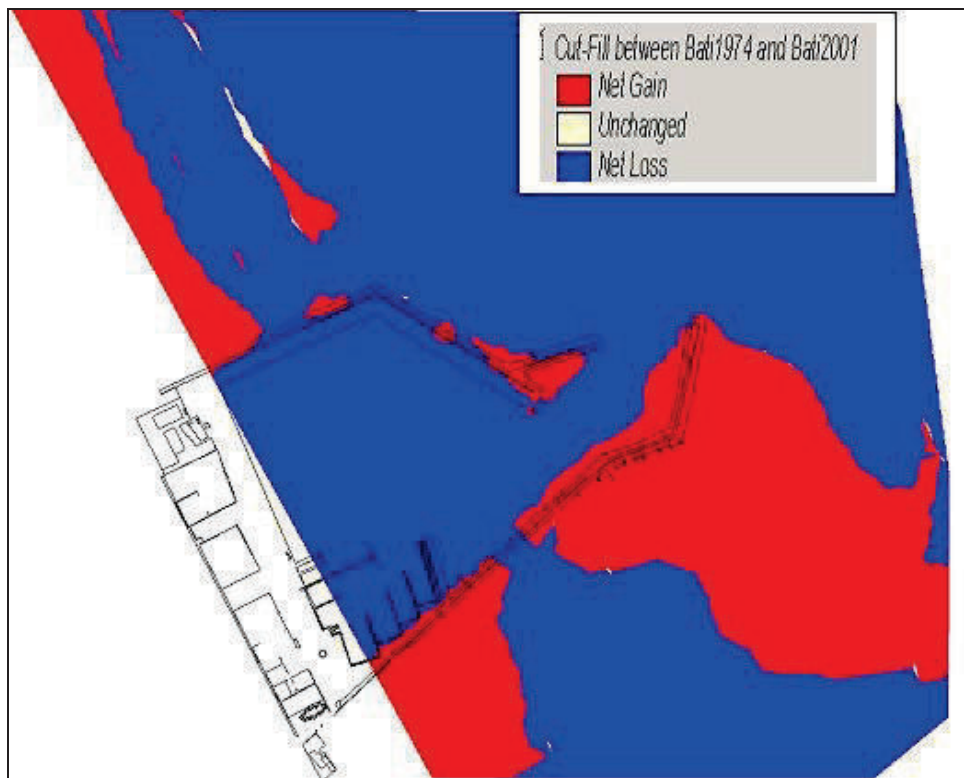 Cut-Fill between Bati1974 and Bati2001
Net Gain
Unchanged
Net Loss